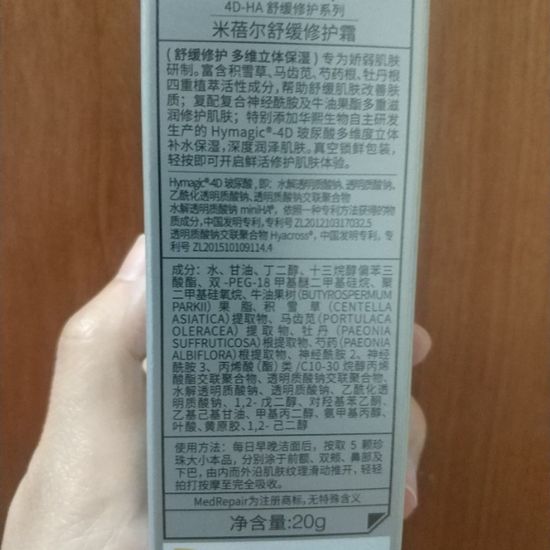 4D-HA 舒缓修护系列
米蓓尔舒缓修护霜
(舒缓修护 多维立体保湿) 专为娇弱肌肤
研制。富含积雪草、马齿苋、芍药根、牡丹根
四重植萃活性成分，帮助舒缓肌肤改善肤
质；复配复合神经酰胺及牛油果酯多重滋
润修护肌肤；特别添加华熙生物自主研发
生产的 Hymagic®-4D 玻尿酸多维度立体
补水保湿，深度润泽肌肤。真空锁鲜包装，
轻按即可开启鲜活修护肌肤体验。
Hymagic®-4D 玻尿酸，即：水解透明质酸钠、透明质酸钠、
乙酰化透明质酸钠、透明质酸钠交联聚合物
水解透明质酸钠 miniHA®，依照一种专利方法获得的物
质成分，中国发明专利，专利号 ZL201210317032.5
透明质酸钠交联聚合物 Hyacross®，中国发明专利，专
利号 ZL201510109114.4
成分：水、甘油、丁二醇、十三烷醇偏苯三
酸酯、双-PEG-18 甲基醚二甲基硅烷、聚
二甲基硅氧烷、牛油果树(BUTYROSPERMUM
PARKII) 果脂、积雪草 (CENTELLA
ASIATICA) 提取物、马齿苋 (PORTULACA
OLERACEA) 提取物、牡丹 (PAEONIA
SUFFRUTICOSA) 根提取物、芍药 (PAEONIA
ALBIFLORA) 根提取物、神经酰胺 2、神经
酰胺 3、丙烯酸（酯）类 /C10-30 烷醇丙烯
酸酯交联聚合物、透明质酸钠交联聚合物、
水解透明质酸钠、透明质酸钠、乙酰化透
明质酸钠、1,2- 戊二醇、对羟基苯乙酮、
乙基己基甘油、甲基丙二醇、氨甲基丙醇、
叶酸、黄原胶、1,2- 己二醇
使用方法：每日早晚洁面后，按取 5 颗珍
珠大小本品，分别涂于前额、双颊、鼻部及
下巴，由内而外沿肌肤纹理滑动推开，轻轻
拍打按摩至完全吸收。
MedRepair为注册商标，无特殊含义
净含量:20g